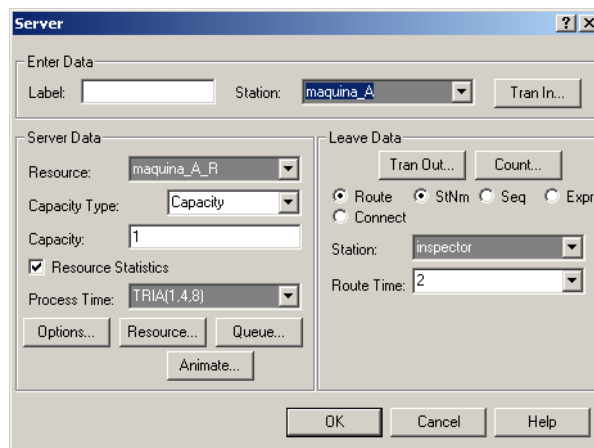 Server
Enter Data
Label: Station: maquina_A Tran In...
Server Data
Resource: maquina_A_R
Capacity Type: Capacity
Capacity: 1
Resource Statistics
Process Time: TRIA(1,4,8)
Options... Resource... Queue...
Animate...
Leave Data
Tran Out... Count...
Route StNm Seq Expr
Connect
Station: inspector
Route Time: 2
OK Cancel Help